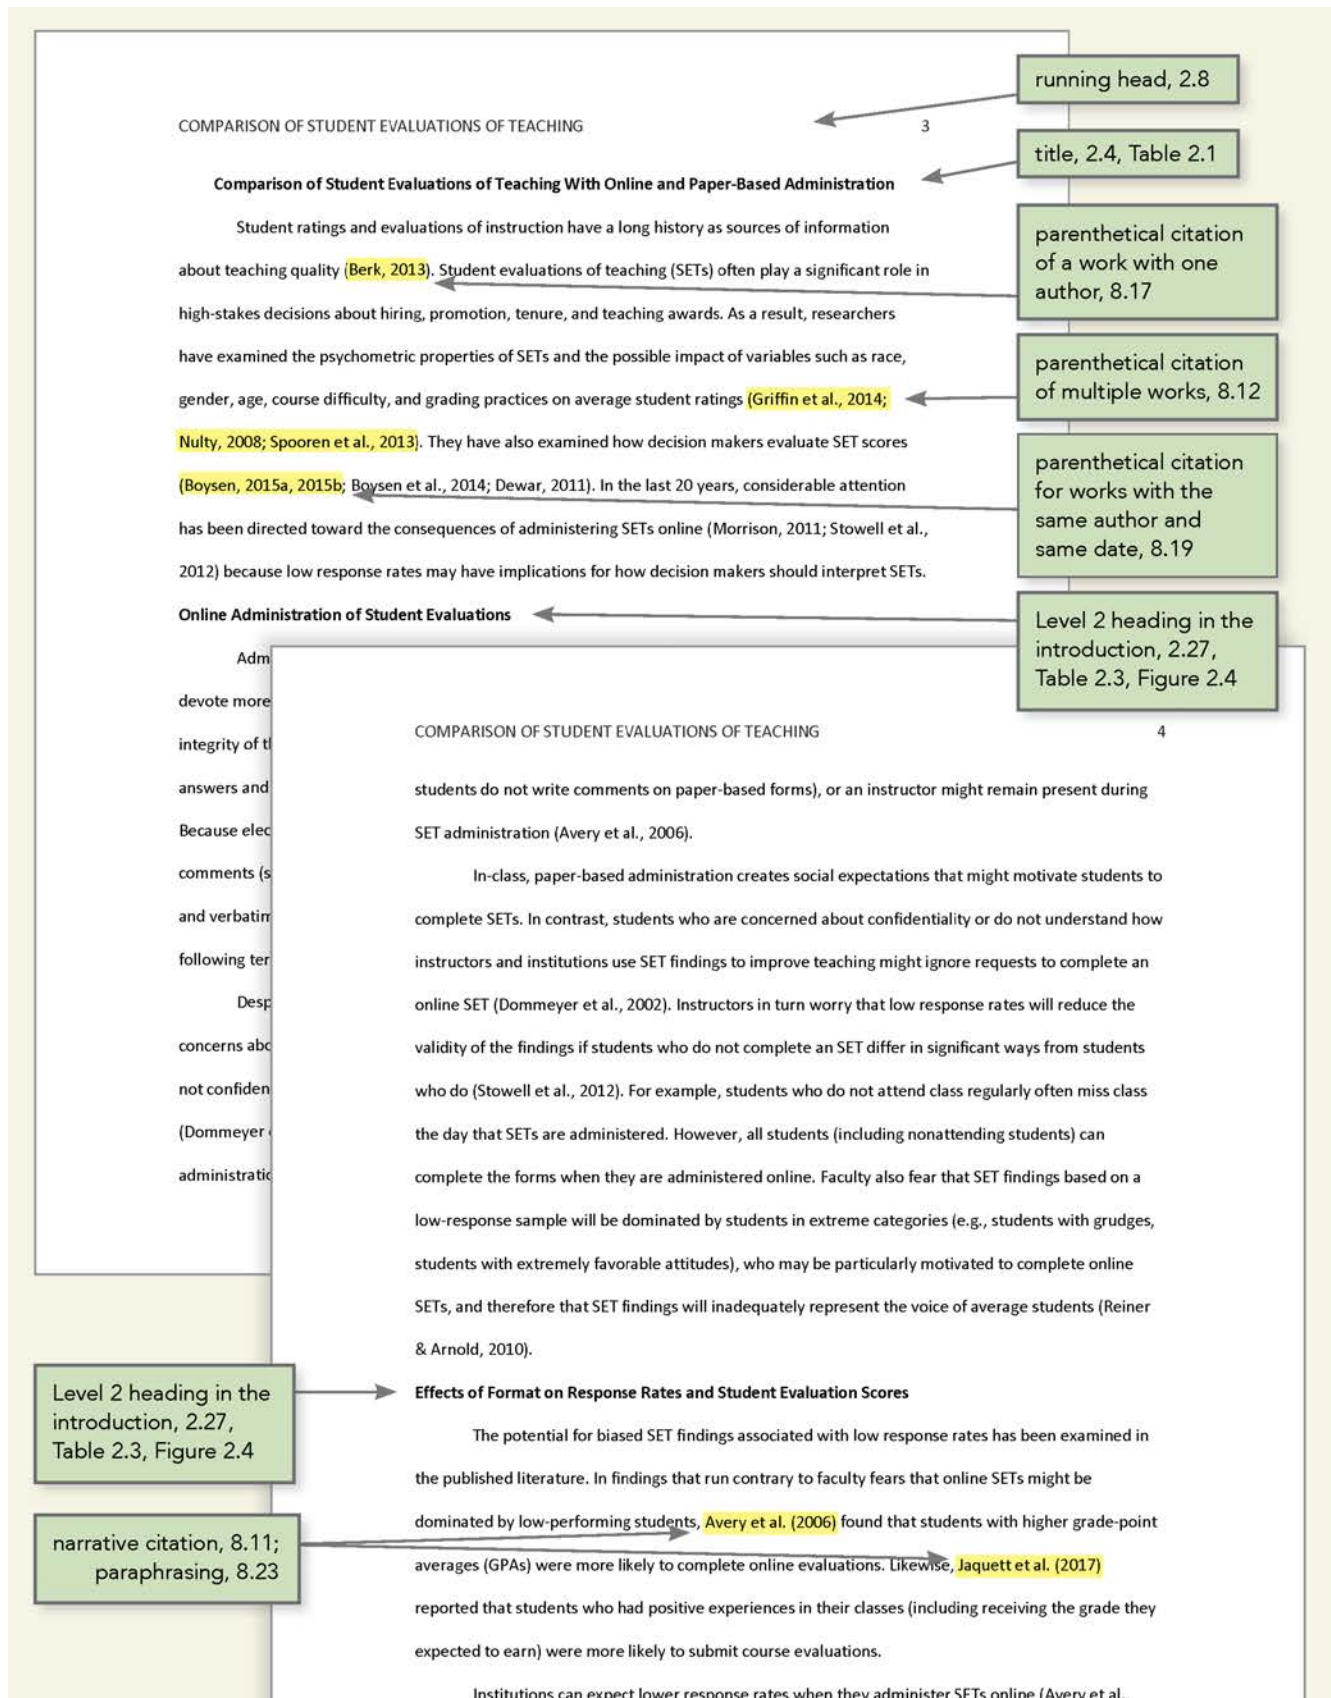 running head, 2.8
COMPARISON OF STUDENT EVALUATIONS OF TEACHING 3
title, 2.4, Table 2.1
Comparison of Student Evaluations of Teaching With Online and Paper-Based Administration
Student ratings and evaluations of instruction have a long history as sources of information
about teaching quality (Berk, 2013). Student evaluations of teaching (SETs) often play a significant role in
high-stakes decisions about hiring, promotion, tenure, and teaching awards. As a result, researchers
have examined the psychometric properties of SETs and the possible impact of variables such as race,
gender, age, course difficulty, and grading practices on average student ratings (Griffin et al., 2014;
Nulty, 2008; Spooren et al., 2013). They have also examined how decision makers evaluate SET scores
(Boysen, 2015a, 2015b; Boysen et al., 2014; Dewar, 2011). In the last 20 years, considerable attention
has been directed toward the consequences of administering SETs online (Morrison, 2011; Stowell et al.,
2012) because low response rates may have implications for how decision makers should interpret SETs.
parenthetical citation
of a work with one
author, 8.17
parenthetical citation
of multiple works, 8.12
parenthetical citation
for works with the
same author and
same date, 8.19
Online Administration of Student Evaluations
Level 2 heading in the
introduction, 2.27,
Table 2.3, Figure 2.4
Adm
devote more
integrity of t
answers and
Because elec
comments (s
and verbatim
following ter
Desp
concerns abo
not confiden
(Dommeyer
administratio
COMPARISON OF STUDENT EVALUATIONS OF TEACHING 4
students do not write comments on paper-based forms), or an instructor might remain present during
SET administration (Avery et al., 2006).
In-class, paper-based administration creates social expectations that might motivate students to
complete SETs. In contrast, students who are concerned about confidentiality or do not understand how
instructors and institutions use SET findings to improve teaching might ignore requests to complete an
online SET (Dommeyer et al., 2002). Instructors in turn worry that low response rates will reduce the
validity of the findings if students who do not complete an SET differ in significant ways from students
who do (Stowell et al., 2012). For example, students who do not attend class regularly often miss class
the day that SETs are administered. However, all students (including nonattending students) can
complete the forms when they are administered online. Faculty also fear that SET findings based on a
low-response sample will be dominated by students in extreme categories (e.g., students with grudges,
students with extremely favorable attitudes), who may be particularly motivated to complete online
SETs, and therefore that SET findings will inadequately represent the voice of average students (Reiner
& Arnold, 2010).
Level 2 heading in the
introduction, 2.27,
Table 2.3, Figure 2.4
Effects of Format on Response Rates and Student Evaluation Scores
The potential for biased SET findings associated with low response rates has been examined in
the published literature. In findings that run contrary to faculty fears that online SETs might be
dominated by low-performing students, Avery et al. (2006) found that students with higher grade-point
averages (GPAs) were more likely to complete online evaluations. Likewise, Jaquett et al. (2017)
reported that students who had positive experiences in their classes (including receiving the grade they
expected to earn) were more likely to submit course evaluations.
narrative citation, 8.11;
paraphrasing, 8.23
Institutions can expect lower response rates when they administer SETs online (Avery et al.,